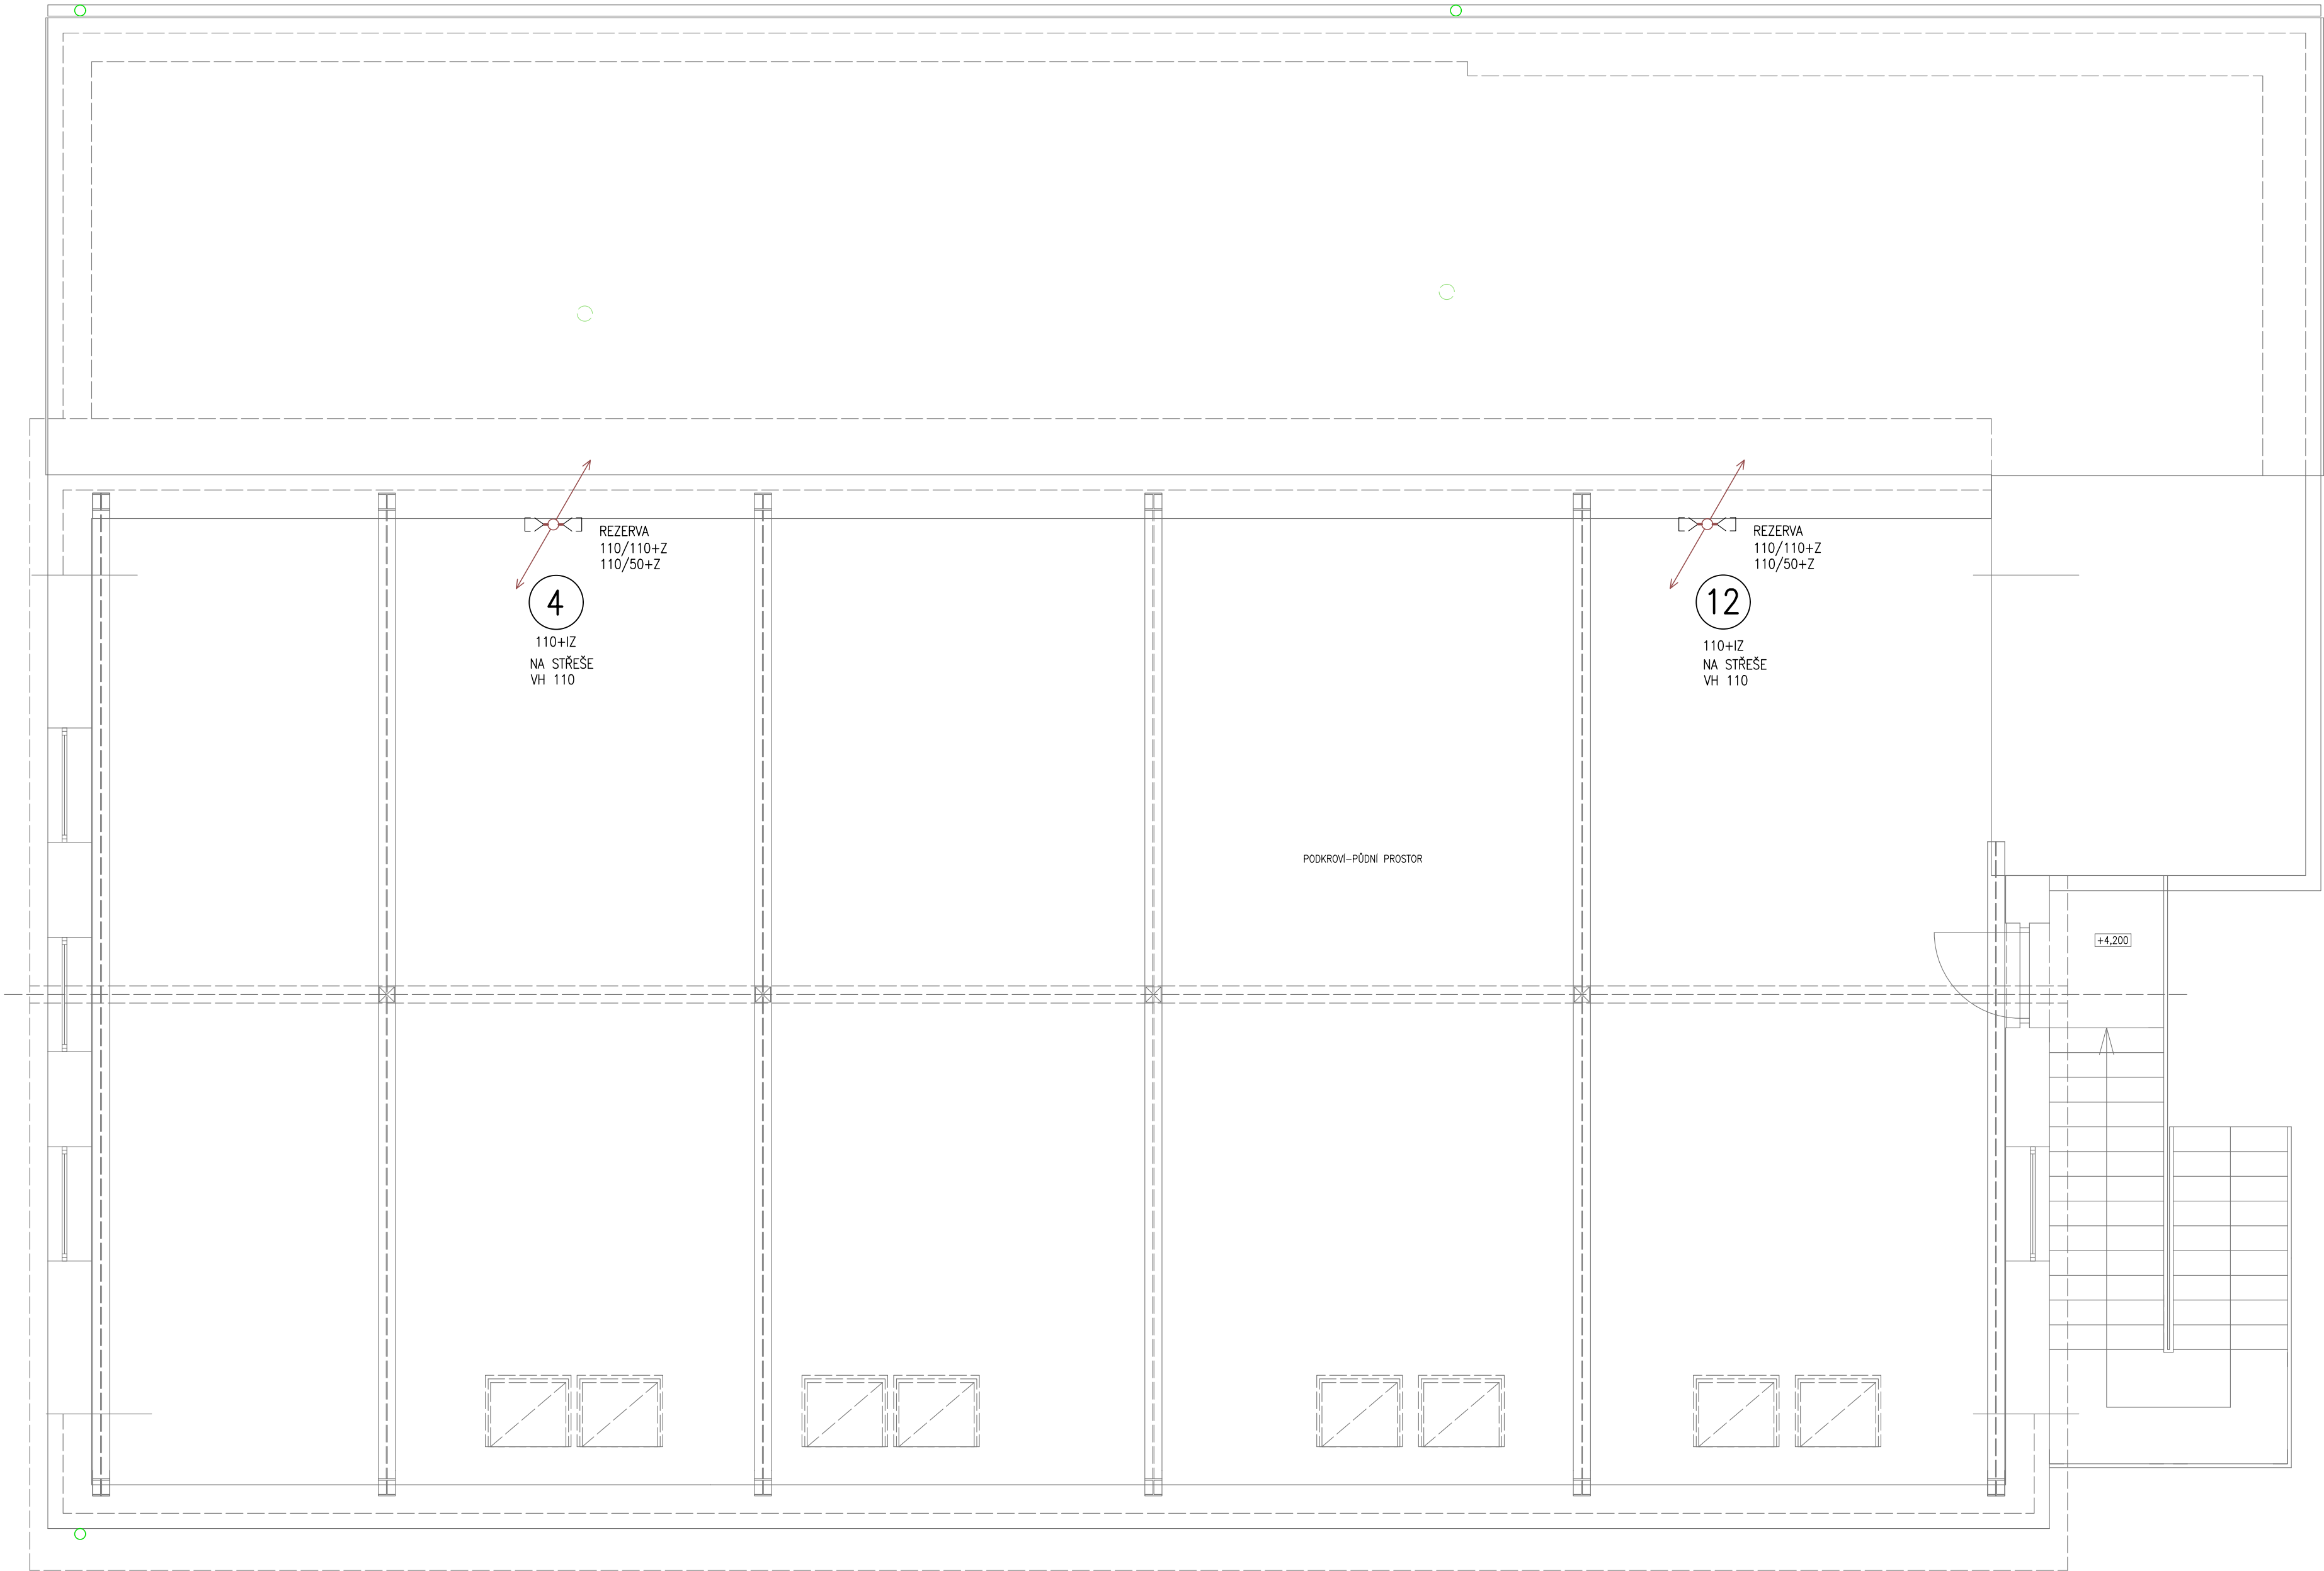 REZERVA
110/110+Z
110/50+Z
4
110+IZ
NA STŘEŠE
VH 110
REZERVA
110/110+Z
110/50+Z
12
110+IZ
NA STŘEŠE
VH 110
PODKROVÍ-PŮDNÍ PROSTOR
+4,200